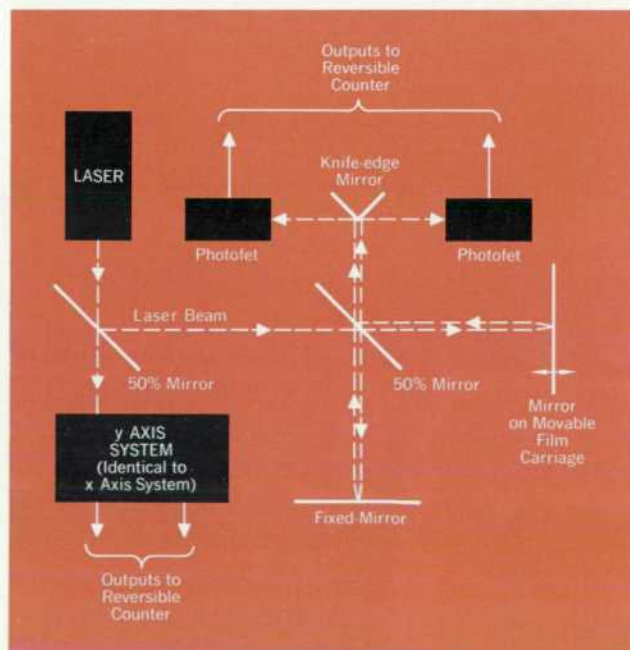 Outputs to
Reversible
Counter
LASER
Knife-edge
Mirror
Photofet
Photofet
Laser Beam
50% Mirror
50% Mirror
Mirror
on Movable
Film
Carriage
y AXIS
SYSTEM
(Identical to
x Axis System)
Fixed-Mirror
Outputs to
Reversible
Counter